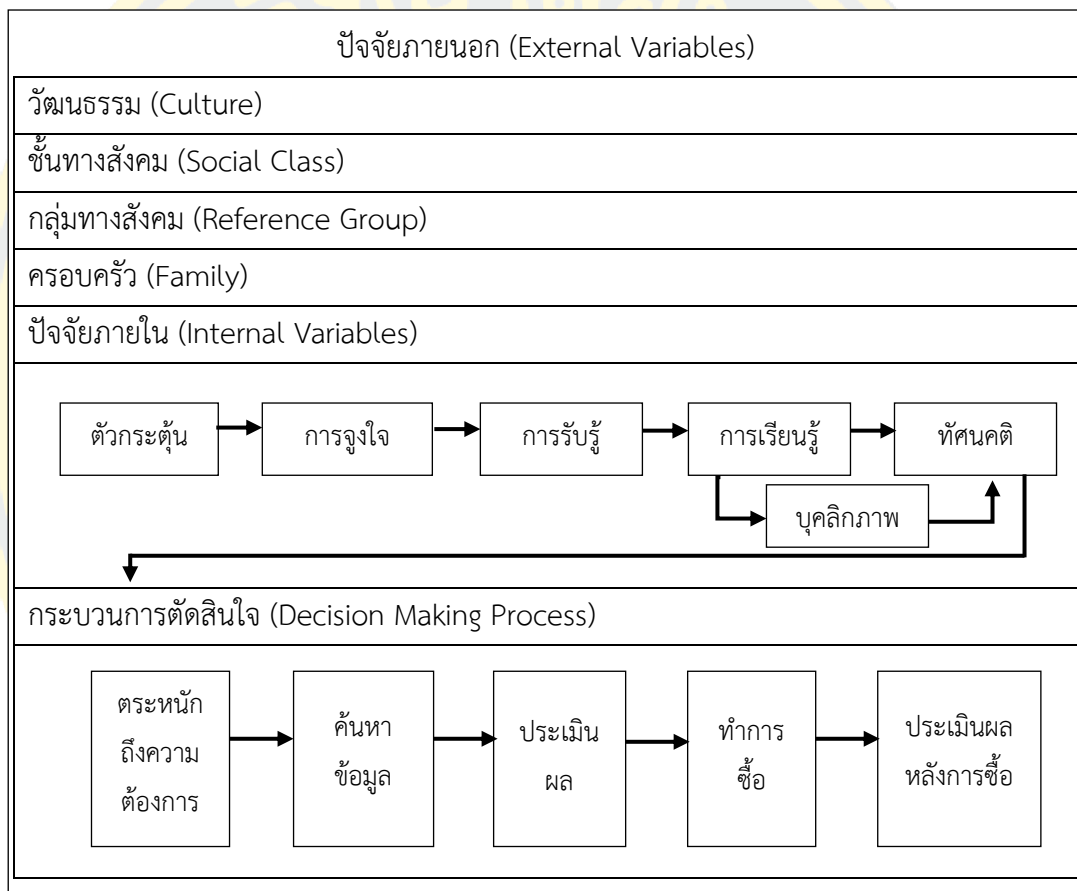 ปัจจัยภายนอก (External Variables)
วัฒนธรรม (Culture)
ชั้นทางสังคม (Social Class)
กลุ่มทางสังคม (Reference Group)
ครอบครัว (Family)
ปัจจัยภายใน (Internal Variables)
ตัวกระตุ้น
การจูงใจ
การรับรู้
การเรียนรู้
ทัศนคติ
บุคลิกภาพ
กระบวนการตัดสินใจ (Decision Making Process)
ตระหนัก
ถึงความ
ต้องการ
ค้นหา
ข้อมูล
ประเมิน
ผล
ทำการ
ซื้อ
ประเมินผล
หลังการซื้อ